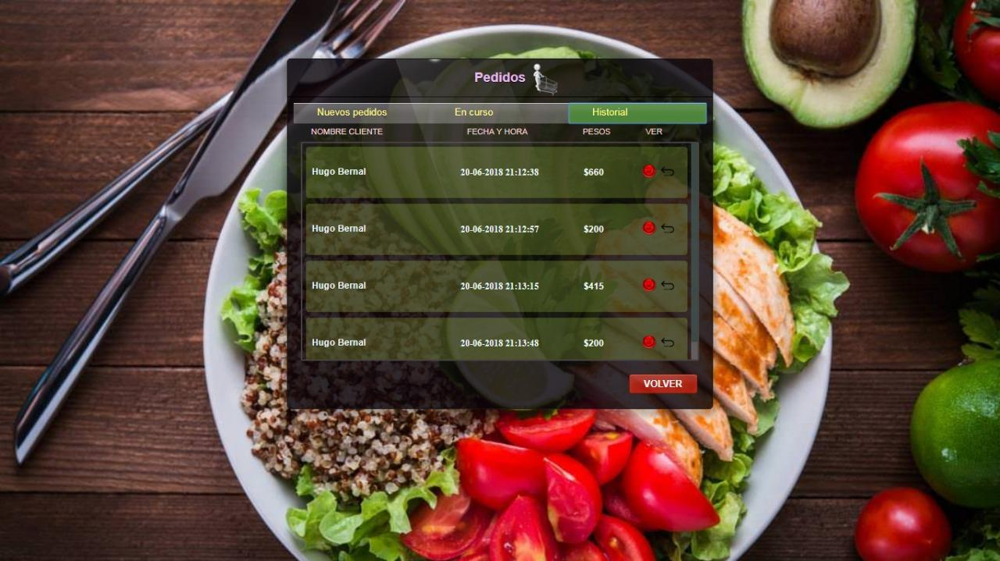 Pedidos
Nuevos pedidos En curso Historial
NOMBRE CLIENTE FECHA Y HORA PESOS VER
Hugo Bernal 20-06-2018 21:12:38 $660
Hugo Bernal 20-06-2018 21:12:57 $200
Hugo Bernal 20-06-2018 21:13:15 $415
Hugo Bernal 20-06-2018 21:13:48 $200
VOLVER